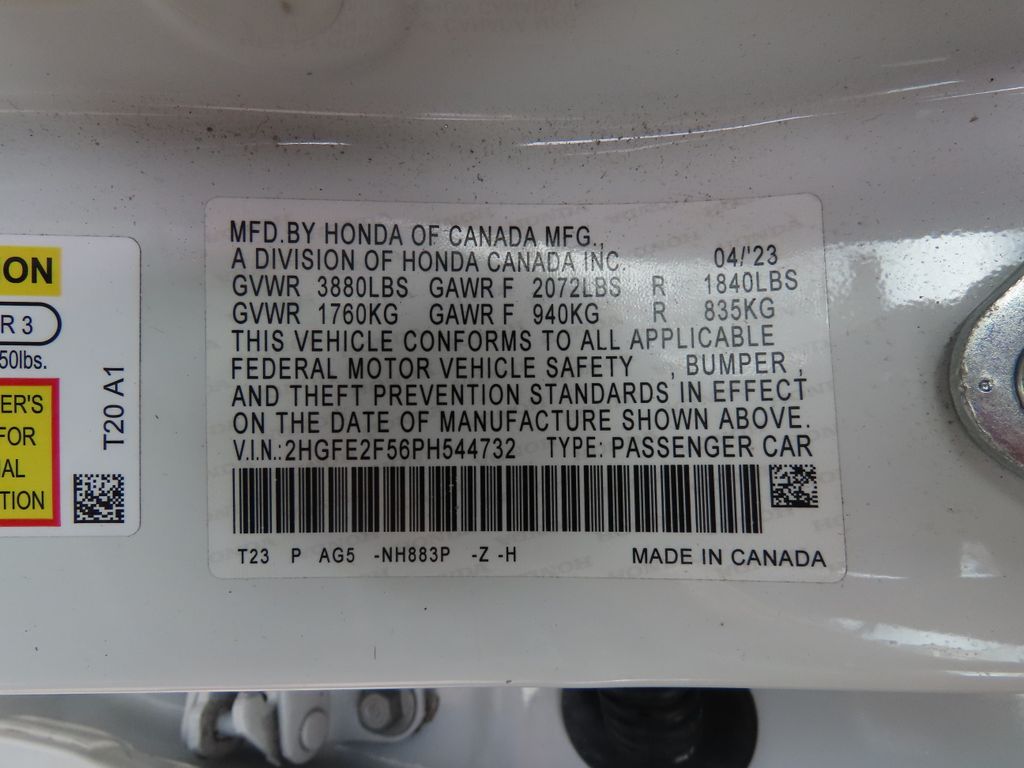 MFD.BY HONDA OF CANADA MFG.,
A DIVISION OF HONDA CANADA INC. 04/'23
GVWR 3880LBS GAWR F 2072LBS R 1840LBS
GVWR 1760KG GAWR F 940KG R 835KG
THIS VEHICLE CONFORMS TO ALL APPLICABLE
FEDERAL MOTOR VEHICLE SAFETY , BUMPER ,
AND THEFT PREVENTION STANDARDS IN EFFECT
ON THE DATE OF MANUFACTURE SHOWN ABOVE.
V.I.N.:2HGFE2F56PH544732 TYPE: PASSENGER CAR
T23 P AG5 -NH883P -Z -H MADE IN CANADA
ION
R 3
50lbs.
ER'S
FOR
IAL
TION
T20 A1